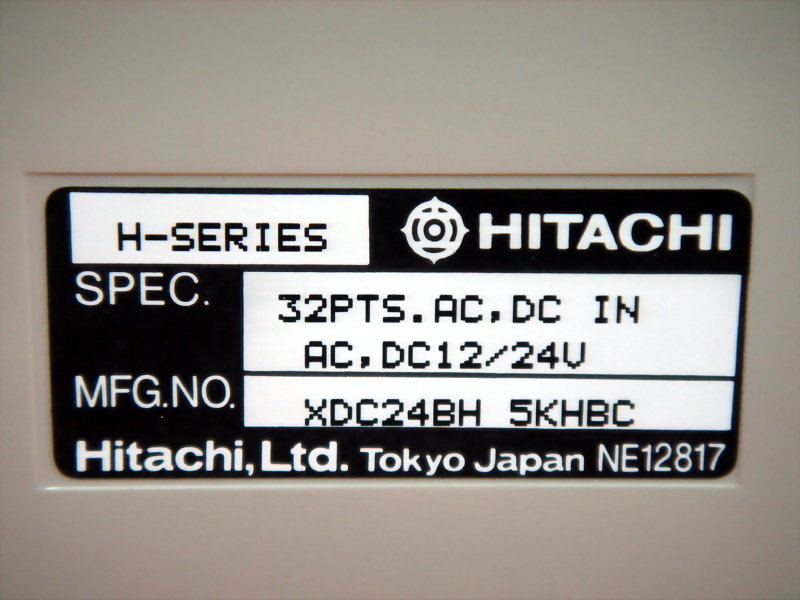 H-SERIES HITACHI
SPEC. 32PTS.AC,DC IN
AC,DC12/24V
MFG.NO. XDC24BH 5KHBC
Hitachi,Ltd. Tokyo Japan NE12817